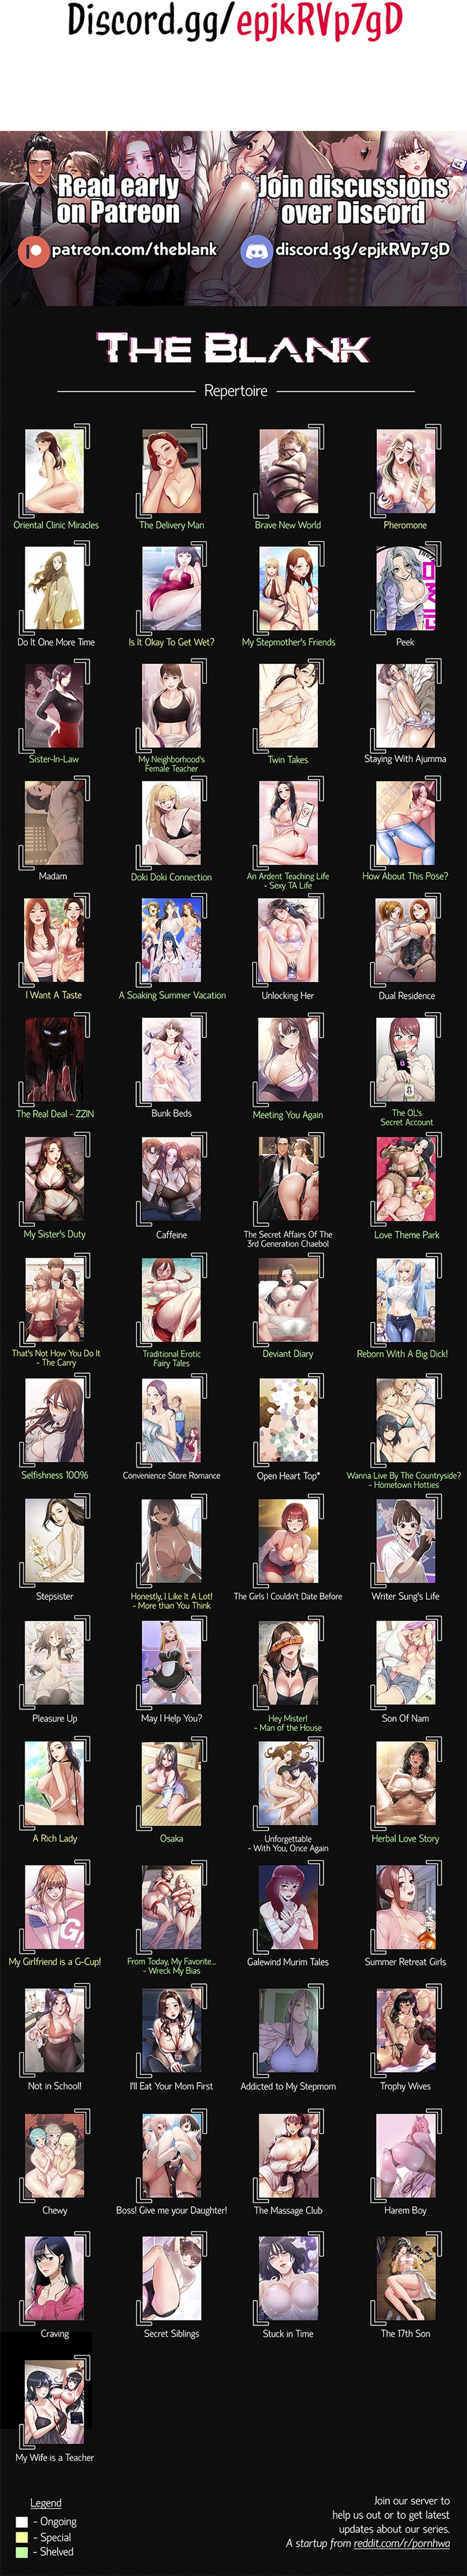 Discord.gg/epjkRVp7gD
Read early
on Patreon
Join discussions
over Discord
patreon.com/theblank
discord.gg/epjkRVp7gD
THE BLANK
Repertoire
Oriental Clinic Miracles
The Delivery Man
Brave New World
Pheromone
Do It One More Time
Is It Okay To Get Wet?
My Stepmother's Friends
Peek
Sister-In-Law
My Neighborhood's
Female Teacher
Twin Takes
Staying With Ajumma
Madam
Doki Doki Connection
An Ardent Teaching Life
- Sexy TA Life
How About This Pose?
I Want A Taste
A Soaking Summer Vacation
Unlocking Her
Dual Residence
The Real Deal - ZZIN
Bunk Beds
Meeting You Again
The OL's
Secret Account
My Sister's Duty
Caffeine
The Secret Affairs Of The
3rd Generation Chaebol
Love Theme Park
That's Not How You Do It
- The Carry
Traditional Erotic
Fairy Tales
Deviant Diary
Reborn With A Big Dick!
Selfishness 100%
Convenience Store Romance
Open Heart Top*
Wanna Live By The Countryside?
- Hometown Hotties
Stepsister
Honestly, I Like It A Lot!
- More than You Think
The Girls I Couldn't Date Before
Writer Sung's Life
Pleasure Up
May I Help You?
Hey Mister!
- Man of the House
Son Of Nam
A Rich Lady
Osaka
Unforgettable
- With You, Once Again
Herbal Love Story
My Girlfriend is a G-Cup!
From Today, My Favorite...
- Wreck My Bias
Galewind Murim Tales
Summer Retreat Girls
Not in School!
I'll Eat Your Mom First
Addicted to My Stepmom
Trophy Wives
Chewy
Boss! Give me your Daughter!
The Massage Club
Harem Boy
Craving
Secret Siblings
Stuck in Time
The 17th Son
My Wife is a Teacher
Legend
- Ongoing
- Special
- Shelved
Join our server to
help us out or to get latest
updates about our series.
A startup from reddit.com/r/pornhwa